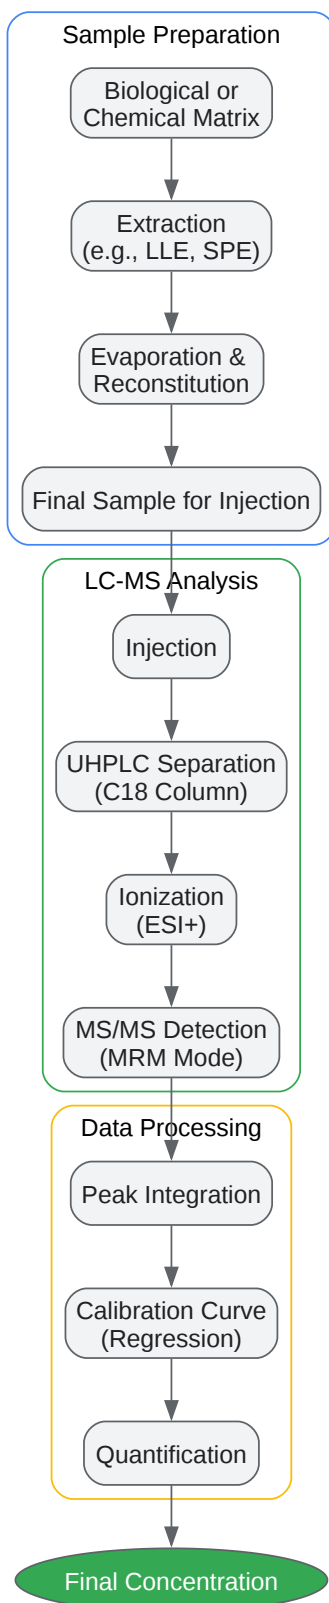 Sample Preparation
Biological or
Chemical Matrix
Extraction
(e.g., LLE, SPE)
Evaporation &
Reconstitution
Final Sample for Injection
LC-MS Analysis
Injection
UHPLC Separation
(C18 Column)
Ionization
(ESI+)
MS/MS Detection
(MRM Mode)
Data Processing
Peak Integration
Calibration Curve
(Regression)
Quantification
Final Concentration